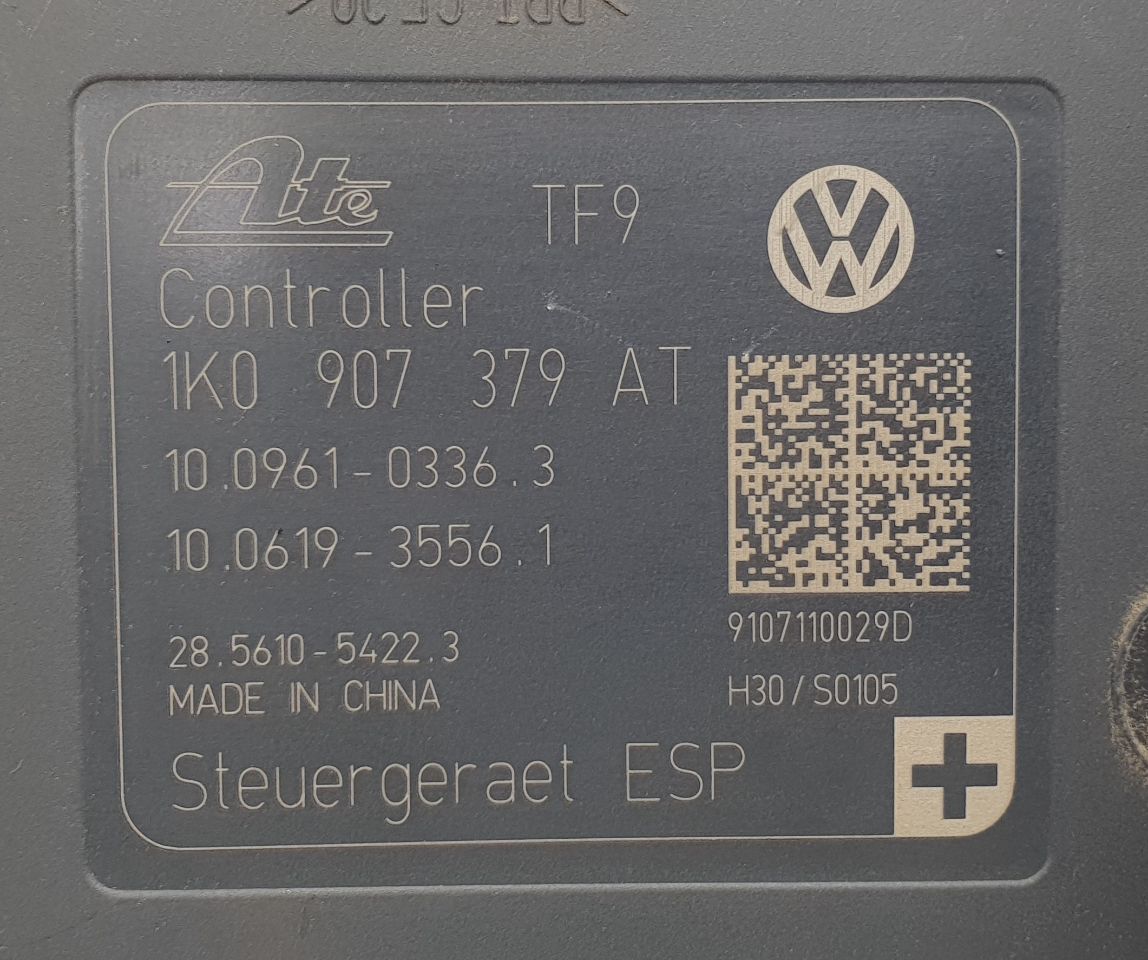 Ate TF9
Controller
1K0 907 379 AT
10.0961-0336.3
10.0619-3556.1
28.5610-5422.3
MADE IN CHINA
9107110029D
H30/S0105
Steuergeraet ESP